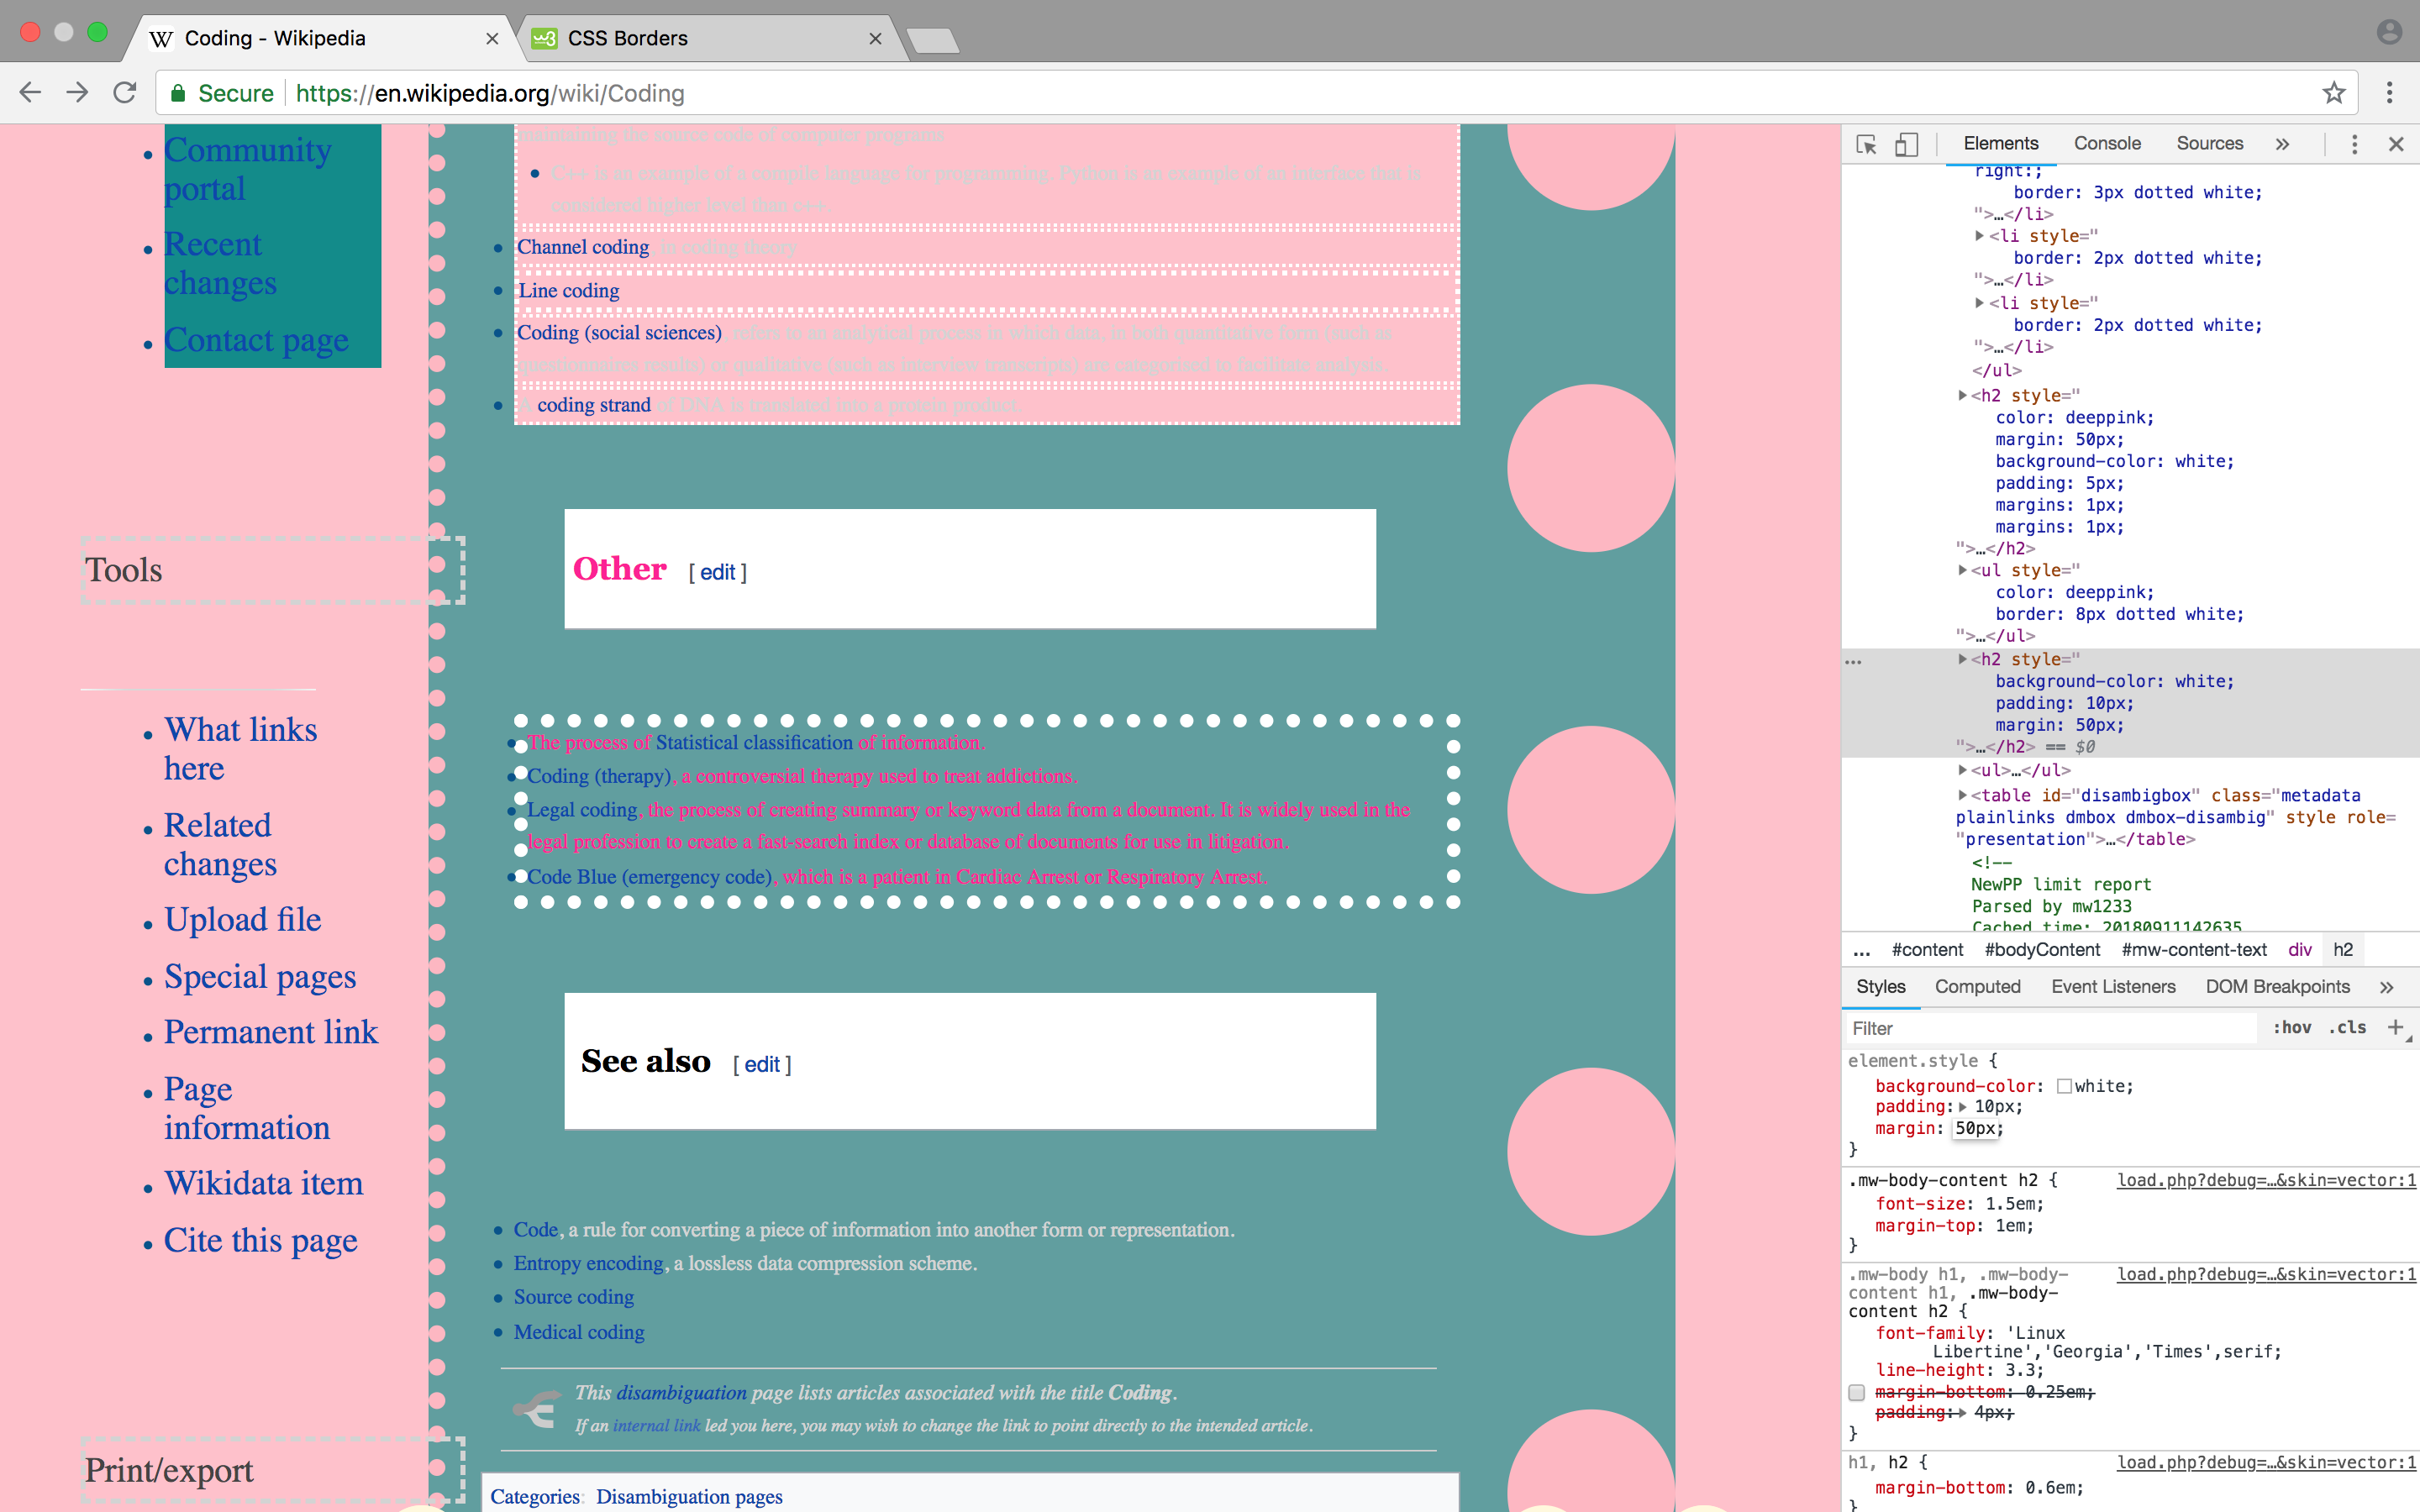 Coding - Wikipedia
CSS Borders
Secure
https://en.wikipedia.org/wiki/Coding
Community
portal
Recent
changes
Contact page
Tools
What links
here
Related
changes
Upload file
Special pages
Permanent link
Page
information
Wikidata item
Cite this page
Print/export
maintaining the source code of computer programs
C++ is an example of a compile language for programming. Python is an example of an interface that is
considered higher level than c++
Channel coding, in coding theory
Line coding
Coding (social sciences), refers to an analytical process in which data, in both quantitative form (such as
questionnaire results) or qualitative (such as interview transcripts) are categorized to facilitate analysis.
A coding strand of DNA is translated into a protein product.
Other [ edit ]
The process of Statistical classification of information.
Coding (therapy), a controversial therapy used to treat addictions.
Legal coding, the process of creating summary or keyword data from a document. It is widely used in the
legal profession to create a fast-search index or database of documents for use in litigation.
Code Blue (emergency code), which is a patient in Cardiac Arrest or Respiratory Arrest.
See also [ edit ]
Code, a rule for converting a piece of information into another form or representation.
Entropy encoding, a lossless data compression scheme.
Source coding
Medical coding
This disambiguation page lists articles associated with the title Coding.
If an internal link led you here, you may wish to change the link to point directly to the intended article.
Categories: Disambiguation pages
Elements Console Sources »
right:;
border: 3px dotted white;
">…</li>
<li style="
border: 2px dotted white;
">…</li>
<li style="
border: 2px dotted white;
">…</li>
</ul>
<h2 style="
color: deeppink;
margin: 50px;
background-color: white;
padding: 5px;
margins: 1px;
margins: 1px;
">…</h2>
<ul style="
color: deeppink;
border: 8px dotted white;
">…</ul>
<h2 style="
background-color: white;
padding: 10px;
margin: 50px;
">…</h2> == $0
<ul>…</ul>
<table id="disambigbox" class="metadata
plainlinks dmbox dmbox-disambig" style role=
"presentation">…</table>
<!--
NewPP limit report
Parsed by mw1233
Cached time: 20180911142635
... #content #bodyContent #mw-content-text div h2
Styles Computed Event Listeners DOM Breakpoints »
Filter :hov .cls +
element.style {
background-color: white;
padding: 10px;
margin: 50px;
}
.mw-body-content h2 { load.php?debug=…&skin=vector:1
font-size: 1.5em;
margin-top: 1em;
}
.mw-body h1, .mw-body- load.php?debug=…&skin=vector:1
content h1, .mw-body-
content h2 {
font-family: 'Linux
Libertine','Georgia','Times',serif;
line-height: 3.3;
margin-bottom: 0.25em;
padding: 4px;
}
h1, h2 { load.php?debug=…&skin=vector:1
margin-bottom: 0.6em;
}